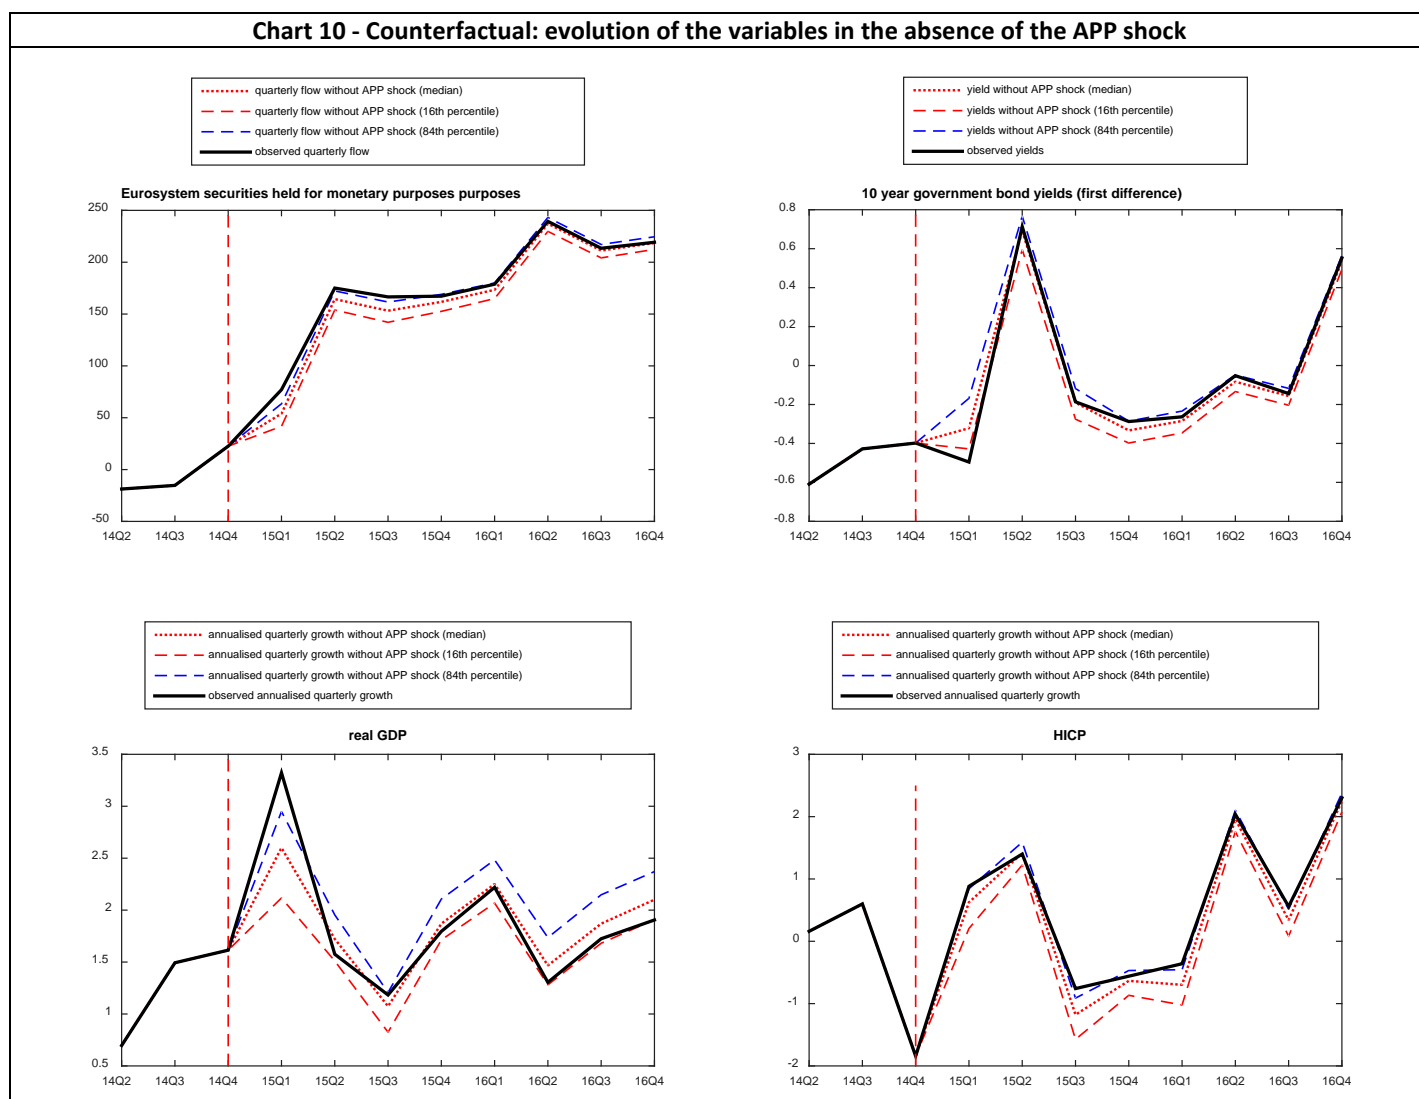 Chart 10 - Counterfactual: evolution of the variables in the absence of the APP shock
quarterly flow without APP shock (median)
quarterly flow without APP shock (16th percentile)
quarterly flow without APP shock (84th percentile)
observed quarterly flow
Eurosystem securities held for monetary purposes purposes
250
200
150
100
50
0
-50
14Q2 14Q3 14Q4 15Q1 15Q2 15Q3 15Q4 16Q1 16Q2 16Q3 16Q4
yield without APP shock (median)
yields without APP shock (16th percentile)
yields without APP shock (84th percentile)
observed yields
10 year government bond yields (first difference)
0.8
0.6
0.4
0.2
0
-0.2
-0.4
-0.6
-0.8
14Q2 14Q3 14Q4 15Q1 15Q2 15Q3 15Q4 16Q1 16Q2 16Q3 16Q4
annualised quarterly growth without APP shock (median)
annualised quarterly growth without APP shock (16th percentile)
annualised quarterly growth without APP shock (84th percentile)
observed annualised quarterly growth
real GDP
3.5
3
2.5
2
1.5
1
0.5
14Q2 14Q3 14Q4 15Q1 15Q2 15Q3 15Q4 16Q1 16Q2 16Q3 16Q4
annualised quarterly growth without APP shock (median)
annualised quarterly growth without APP shock (16th percentile)
annualised quarterly growth without APP shock (84th percentile)
observed annualised quarterly growth
HICP
3
2
1
0
-1
-2
14Q2 14Q3 14Q4 15Q1 15Q2 15Q3 15Q4 16Q1 16Q2 16Q3 16Q4